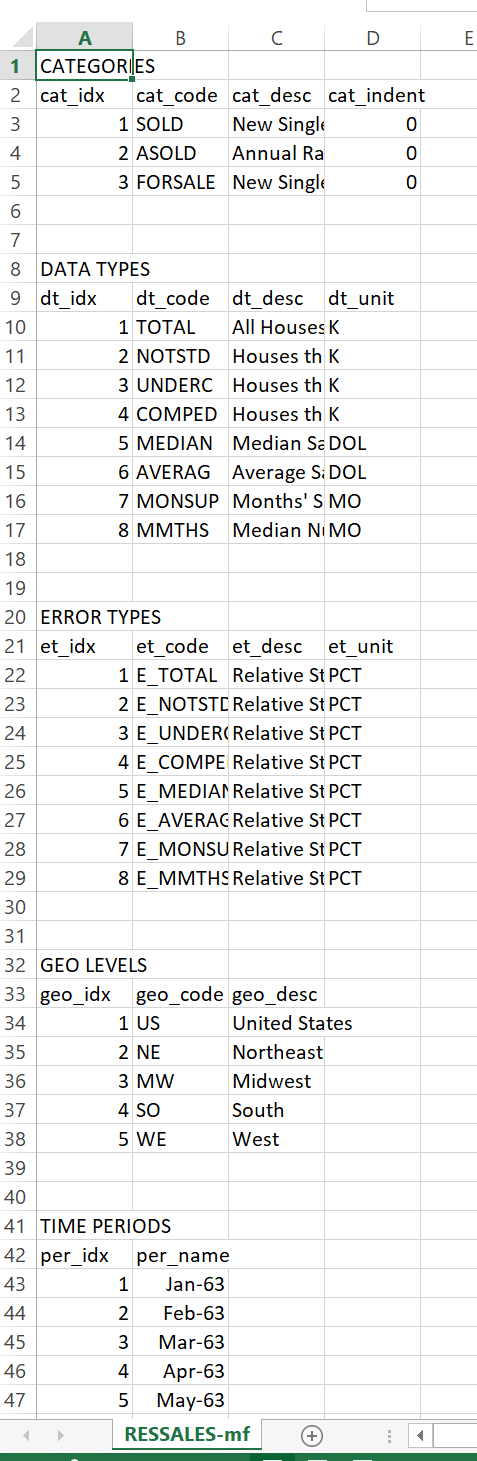 A B C D E
1 CATEGORIES
2 cat_idx cat_code cat_desc cat_indent
3 1 SOLD New Single 0
4 2 ASOLD Annual Ra 0
5 3 FORSALE New Single 0
6
7
8 DATA TYPES
9 dt_idx dt_code dt_desc dt_unit
10 1 TOTAL All Houses K
11 2 NOTSTD Houses th K
12 3 UNDERC Houses th K
13 4 COMPED Houses th K
14 5 MEDIAN Median Sa DOL
15 6 AVERAG Average Sa DOL
16 7 MONSUP Months' S MO
17 8 MMTHS Median Nu MO
18
19
20 ERROR TYPES
21 et_idx et_code et_desc et_unit
22 1 E_TOTAL Relative St PCT
23 2 E_NOTSTD Relative St PCT
24 3 E_UNDERC Relative St PCT
25 4 E_COMPE Relative St PCT
26 5 E_MEDIAN Relative St PCT
27 6 E_AVERAG Relative St PCT
28 7 E_MONSU Relative St PCT
29 8 E_MMTHS Relative St PCT
30
31
32 GEO LEVELS
33 geo_idx geo_code geo_desc
34 1 US United States
35 2 NE Northeast
36 3 MW Midwest
37 4 SO South
38 5 WE West
39
40
41 TIME PERIODS
42 per_idx per_name
43 1 Jan-63
44 2 Feb-63
45 3 Mar-63
46 4 Apr-63
47 5 May-63
RESSALES-mf